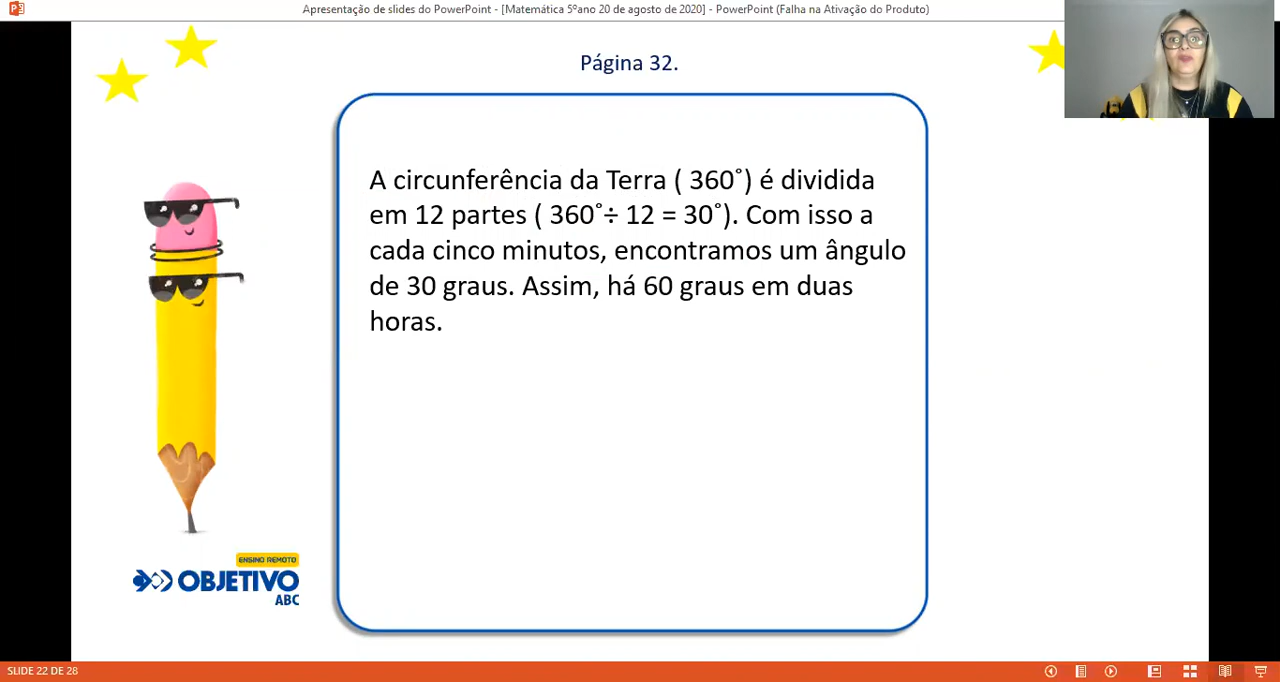 Apresentação de slides do PowerPoint - [Matemática 5ºano 20 de agosto de 2020] - PowerPoint (Falha na Ativação do Produto)
Página 32.
A circunferência da Terra ( 360˚) é dividida
em 12 partes ( 360˚÷ 12 = 30˚). Com isso a
cada cinco minutos, encontramos um ângulo
de 30 graus. Assim, há 60 graus em duas
horas.
ENSINO REMOTO
OBJETIVO
ABC
SLIDE 22 DE 28